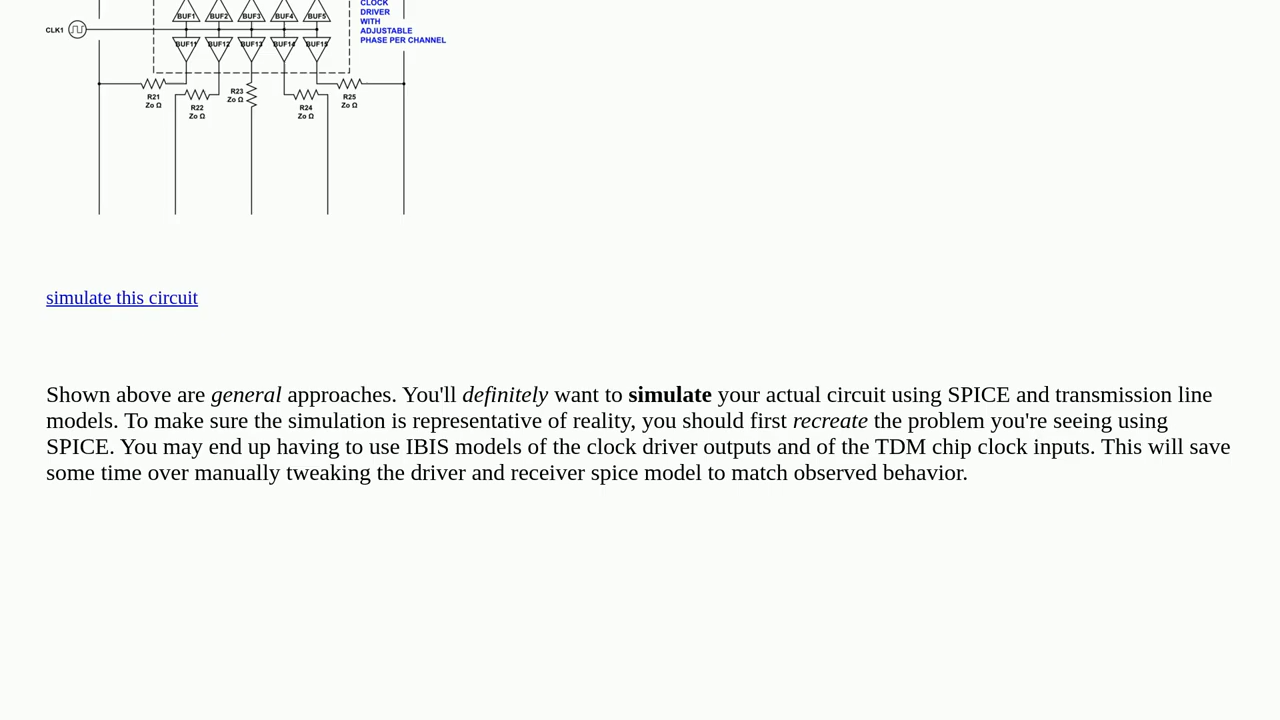 CLOCK
BUF1 BUF2 BUF3 BUF4 BUF5
DRIVER
WITH
CLK1
ADJUSTABLE
PHASE PER CHANNEL
BUF11 BUF12 BUF13 BUF14 BUF15
R21
Zo Ω
R22
Zo Ω
R23
Zo Ω
R24
Zo Ω
R25
Zo Ω
simulate this circuit
Shown above are general approaches. You'll definitely want to simulate your actual circuit using SPICE and transmission line
models. To make sure the simulation is representative of reality, you should first recreate the problem you're seeing using
SPICE. You may end up having to use IBIS models of the clock driver outputs and of the TDM chip clock inputs. This will save
some time over manually tweaking the driver and receiver spice model to match observed behavior.